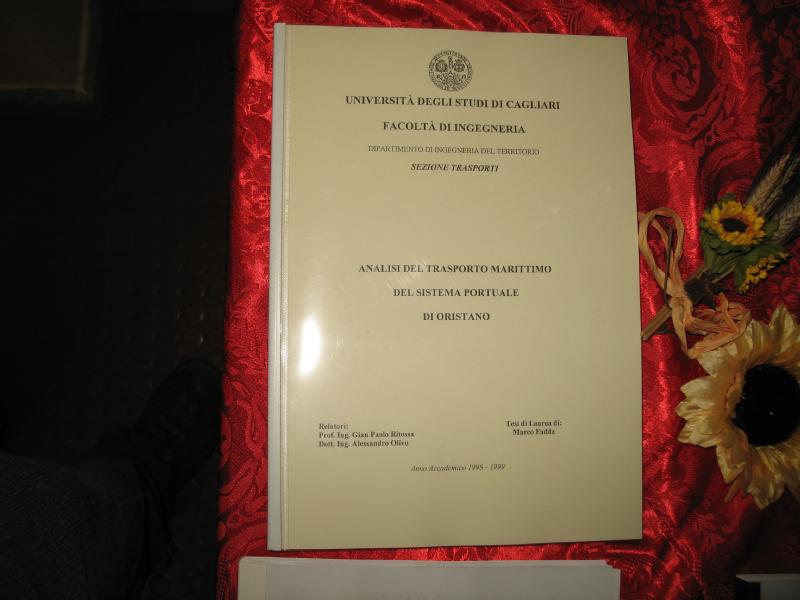 UNIVERSITÀ DEGLI STUDI DI CAGLIARI
FACOLTÀ DI INGEGNERIA
DIPARTIMENTO DI INGEGNERIA DEL TERRITORIO
SEZIONE TRASPORTI
ANALISI DEL TRASPORTO MARITTIMO
DEL SISTEMA PORTUALE
DI ORISTANO
Relatori:
Prof. Ing. Gian Paolo Ritossa
Dott. Ing. Alessandro Olivo
Tesi di Laurea di:
Marco Fadda
Anno Accademico 1998 - 1999